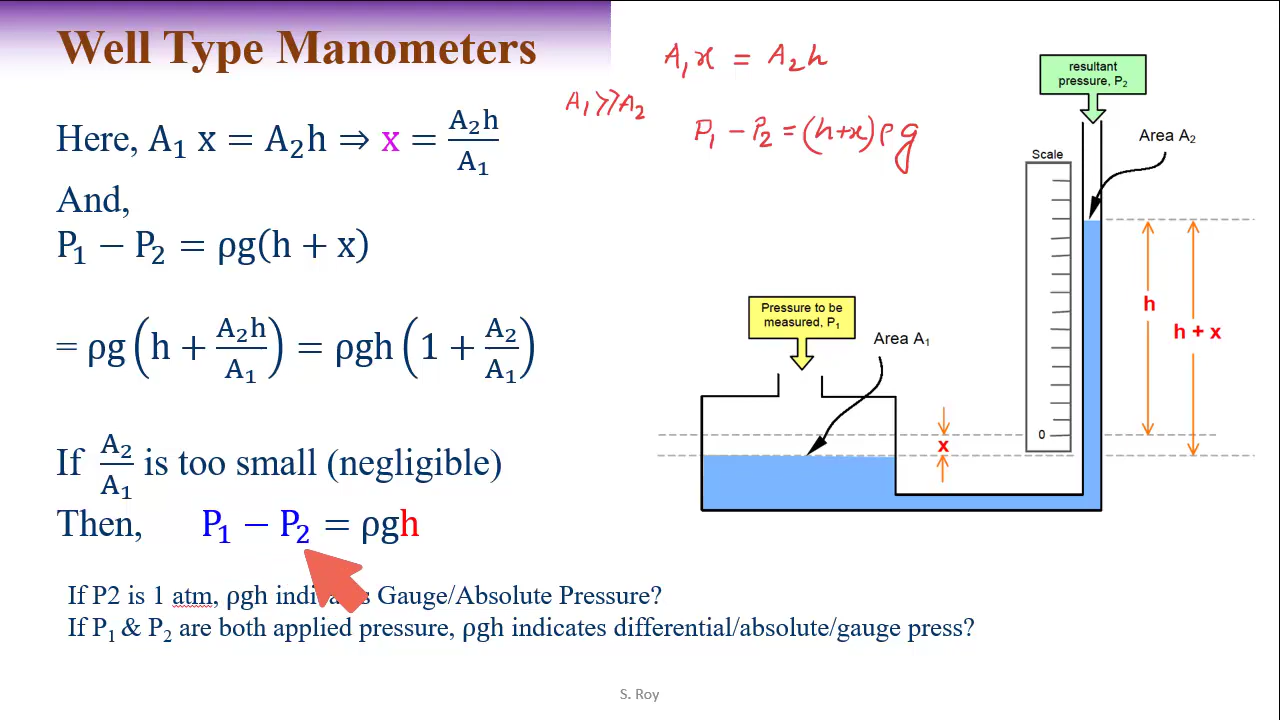 Well Type Manometers
A₁x = A₂h
A₁>>A₂
P₁ − P₂ = (h+x)ρg
Here, A₁ x = A₂h ⇒ x = A₂h/A₁
And,
P₁ − P₂ = ρg(h + x)
= ρg(h + A₂h/A₁) = ρgh(1 + A₂/A₁)
If A₂/A₁ is too small (negligible)
Then, P₁ − P₂ = ρgh
If P2 is 1 atm, ρgh indicates Gauge/Absolute Pressure?
If P₁ & P₂ are both applied pressure, ρgh indicates differential/absolute/gauge press?
resultant
pressure, P₂
Area A₂
Scale
h
h + x
Pressure to be
measured, P₁
Area A₁
0
x
S. Roy